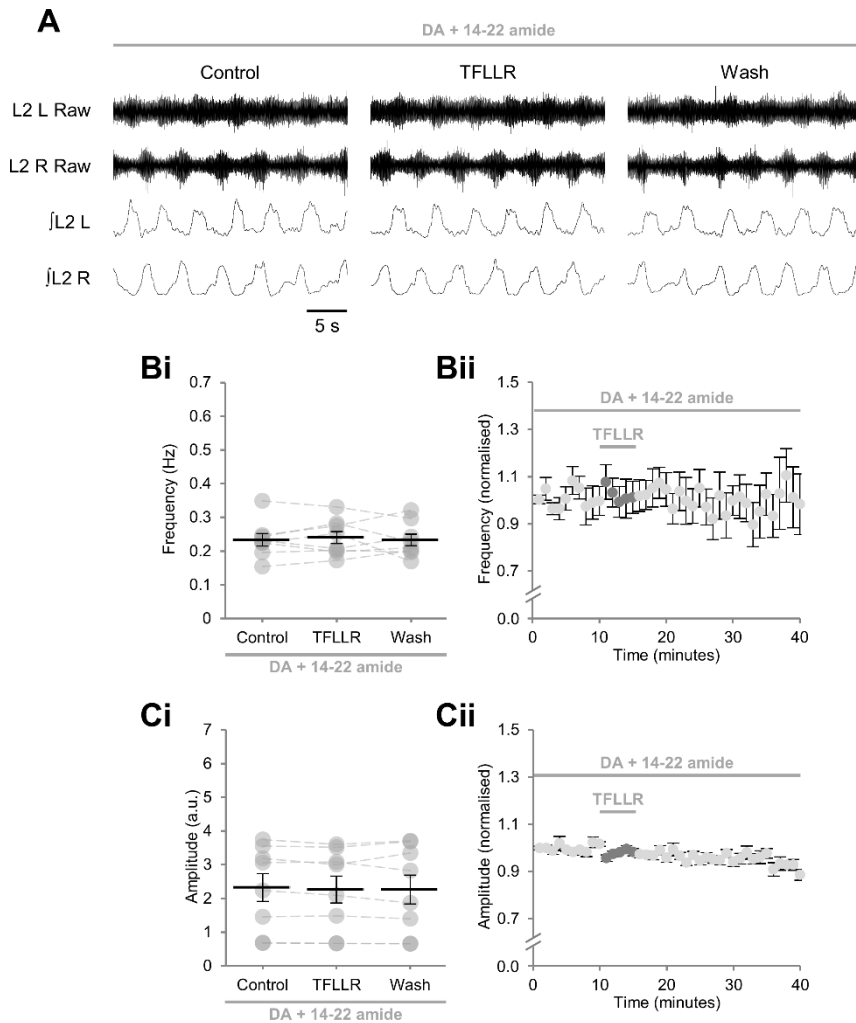 A
DA + 14-22 amide
Control TFLLR Wash
L2 L Raw
L2 R Raw
∫L2 L
∫L2 R
5 s
Bi
Frequency (Hz)
0.7
0.6
0.5
0.4
0.3
0.2
0.1
0
Control TFLLR Wash
DA + 14-22 amide
Bii
Frequency (normalised)
1.5
1.3
1.1
0.9
0.7
0.0
DA + 14-22 amide
TFLLR
0 10 20 30 40
Time (minutes)
Ci
Amplitude (a.u.)
7
6
5
4
3
2
1
0
Control TFLLR Wash
DA + 14-22 amide
Cii
Amplitude (normalised)
1.5
1.3
1.1
0.9
0.7
0.0
DA + 14-22 amide
TFLLR
0 10 20 30 40
Time (minutes)